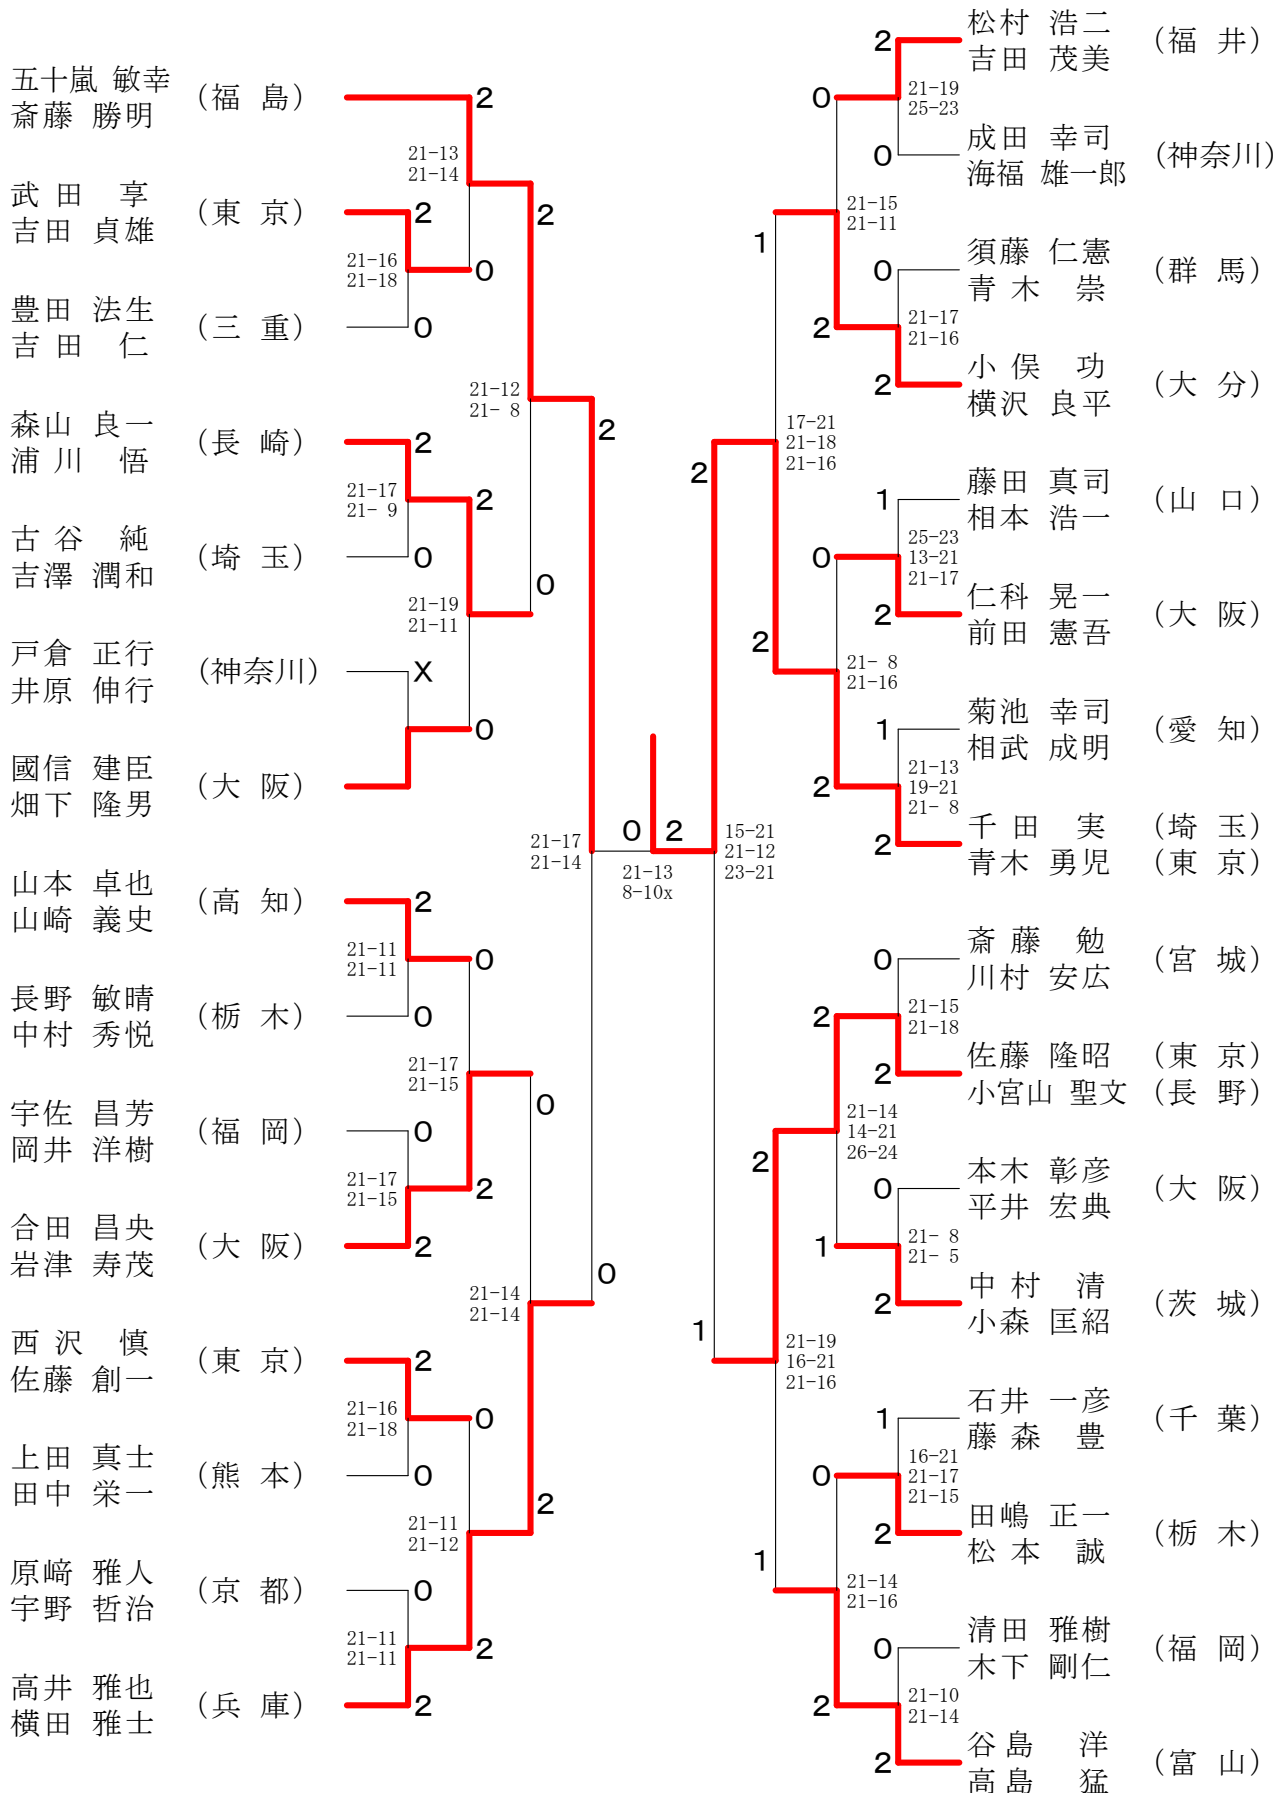 五十嵐 敏幸
斎藤 勝明
(福 島)
2
21-13
21-14
武田 享
吉田 貞雄
(東 京)
2
21-16
21-18
0
豊田 法生
吉田 仁
(三 重)
0
2
21-12
21- 8
森山 良一
浦川 悟
(長 崎)
2
21-17
21- 9
2
古谷 純
吉澤 潤和
(埼 玉)
0
21-19
21-11
0
戸倉 正行
井原 伸行
(神奈川)
X
0
國信 建臣
畑下 隆男
(大 阪)
2
21-17
21-14
山本 卓也
山崎 義史
(高 知)
2
21-11
21-11
0
長野 敏晴
中村 秀悦
(栃 木)
0
21-17
21-15
0
宇佐 昌芳
岡井 洋樹
(福 岡)
0
21-17
21-15
2
合田 昌央
岩津 寿茂
(大 阪)
2
21-14
21-14
0
西沢 慎
佐藤 創一
(東 京)
2
21-16
21-18
0
上田 真士
田中 栄一
(熊 本)
0
21-11
21-12
2
原﨑 雅人
宇野 哲治
(京 都)
0
21-11
21-11
2
高井 雅也
横田 雅士
(兵 庫)
2
0
2
21-13
8-10x
松村 浩二
吉田 茂美
(福 井)
2
0
21-19
25-23
成田 幸司
海福 雄一郎
(神奈川)
0
21-15
21-11
1
須藤 仁憲
青木 崇
(群 馬)
0
21-17
21-16
2
小俣 功
横沢 良平
(大 分)
2
17-21
21-18
21-16
2
藤田 真司
相本 浩一
(山 口)
1
25-23
13-21
21-17
0
仁科 晃一
前田 憲吾
(大 阪)
2
2
21- 8
21-16
菊池 幸司
相武 成明
(愛 知)
1
21-13
19-21
21- 8
2
千田 実
青木 勇児
(埼 玉)
(東 京)
2
15-21
21-12
23-21
斎藤 勉
川村 安広
(宮 城)
0
21-15
21-18
2
佐藤 隆昭
小宮山 聖文
(東 京)
(長 野)
2
21-14
14-21
26-24
2
本木 彰彦
平井 宏典
(大 阪)
0
21- 8
21- 5
1
中村 清
小森 匡紹
(茨 城)
2
1
21-19
16-21
21-16
石井 一彦
藤森 豊
(千 葉)
1
16-21
21-17
21-15
0
田嶋 正一
松本 誠
(栃 木)
2
1
21-14
21-16
清田 雅樹
木下 剛仁
(福 岡)
0
21-10
21-14
2
谷島 洋
高島 猛
(富 山)
2